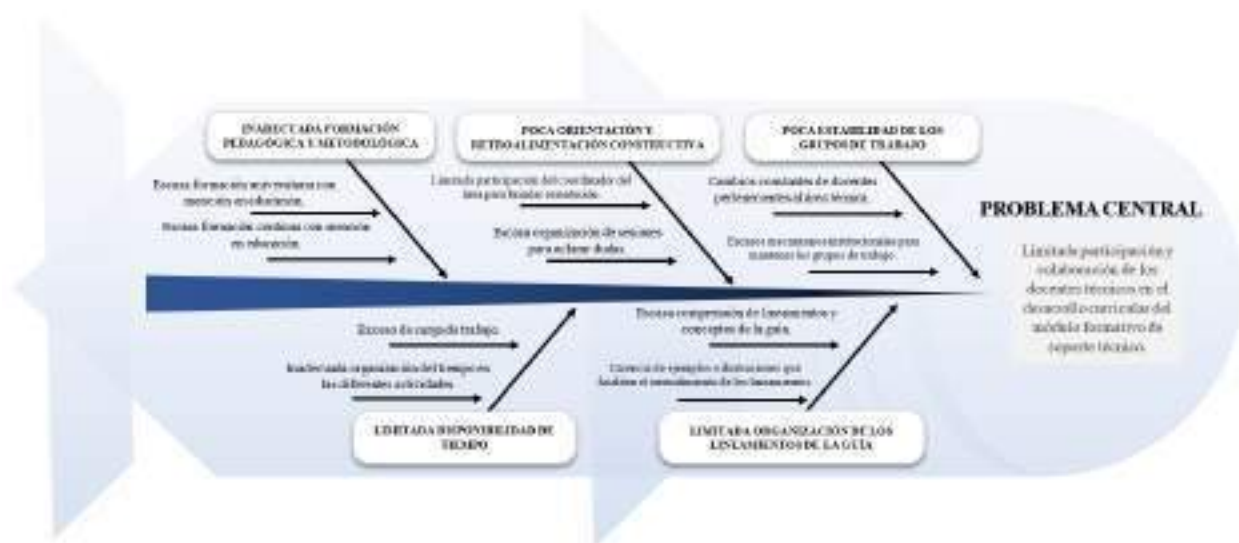 INADECUADA FORMACIÓN
PEDAGÓGICA Y METODOLÓGICA
Escasa formación universitaria con
mención en educación.
Escasa formación continua con mención
en educación.
POCA ORIENTACIÓN Y
RETROALIMENTACIÓN CONSTRUCTIVA
Limitada participación del coordinador del
área para brindar orientación.
Escasa organización de sesiones
para aclarar dudas.
POCA ESTABILIDAD DE LOS
GRUPOS DE TRABAJO
Cambios constantes de docentes
pertenecientes al área técnica.
Escasos mecanismos institucionales para
mantener los grupos de trabajo.
PROBLEMA CENTRAL
Limitada participación y
colaboración de los
docentes técnicos en el
desarrollo curricular del
módulo formativo de
soporte técnico.
Exceso de carga de trabajo.
Inadecuada organización del tiempo en
las diferentes actividades.
LIMITADA DISPONIBILIDAD DE
TIEMPO
Escasa comprensión de lineamientos y
conceptos de la guía.
Carencia de ejemplos o ilustraciones que
faciliten el entendimiento de los lineamientos.
LIMITADA ORGANIZACIÓN DE LOS
LINEAMIENTOS DE LA GUÍA